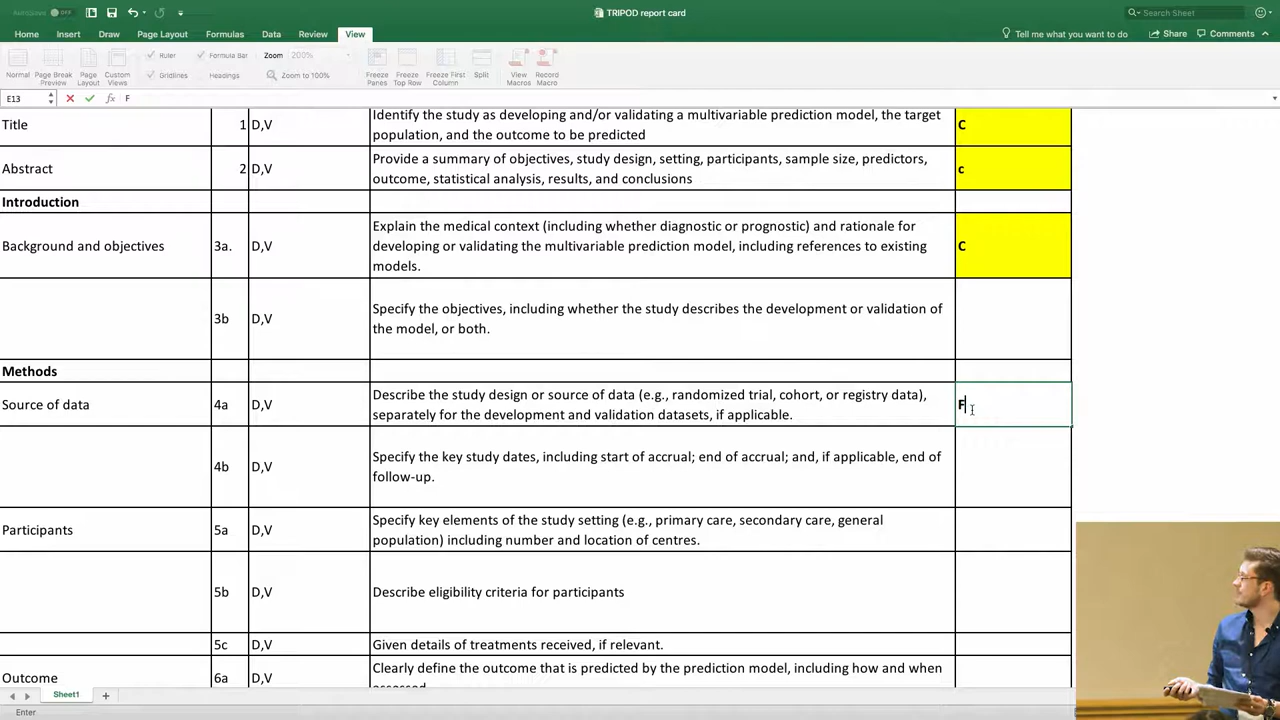 AutoSave OFF
TRIPOD report card
Search Sheet
Home Insert Draw Page Layout Formulas Data Review View
Tell me what you want to do
Share Comments
Normal Page Break Preview Page Layout Custom Views
Ruler Formula Bar
Gridlines Headings
Zoom 200%
Zoom to 100%
Freeze Panes Freeze Top Row Freeze First Column Split View Macros Record Macro
E13 fx F
Title 1 D,V Identify the study as developing and/or validating a multivariable prediction model, the target C
population, and the outcome to be predicted
Abstract 2 D,V Provide a summary of objectives, study design, setting, participants, sample size, predictors, c
outcome, statistical analysis, results, and conclusions
Introduction
Background and objectives 3a. D,V Explain the medical context (including whether diagnostic or prognostic) and rationale for C
developing or validating the multivariable prediction model, including references to existing
models.
3b D,V Specify the objectives, including whether the study describes the development or validation of
the model, or both.
Methods
Source of data 4a D,V Describe the study design or source of data (e.g., randomized trial, cohort, or registry data), F
separately for the development and validation datasets, if applicable.
4b D,V Specify the key study dates, including start of accrual; end of accrual; and, if applicable, end of
follow-up.
Participants 5a D,V Specify key elements of the study setting (e.g., primary care, secondary care, general
population) including number and location of centres.
5b D,V Describe eligibility criteria for participants
5c D,V Given details of treatments received, if relevant.
Outcome 6a D,V Clearly define the outcome that is predicted by the prediction model, including how and when
assessed.
Sheet1 +
Enter